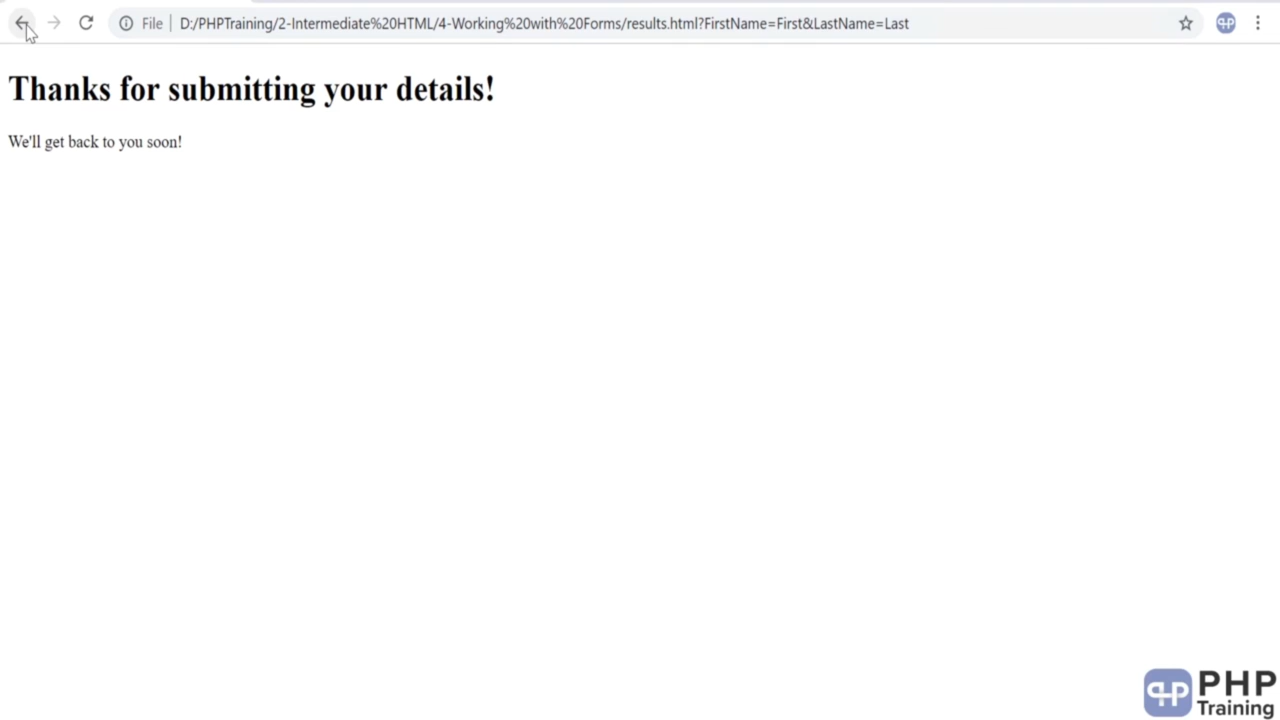 File D:/PHPTraining/2-Intermediate%20HTML/4-Working%20with%20Forms/results.html?FirstName=First&LastName=Last
Thanks for submitting your details!
We'll get back to you soon!
PHP
Training